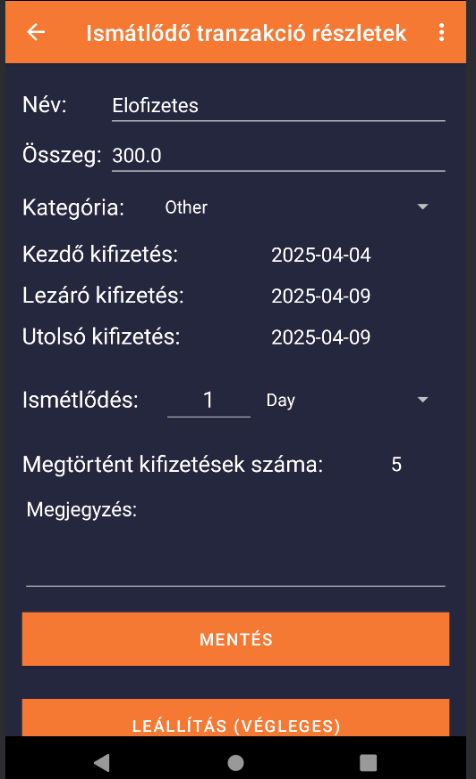 Ismátlődő tranzakció részletek
Név: Elofizetes
Összeg: 300.0
Kategória: Other
Kezdő kifizetés: 2025-04-04
Lezáró kifizetés: 2025-04-09
Utolsó kifizetés: 2025-04-09
Ismétlődés: 1 Day
Megtörtént kifizetések száma: 5
Megjegyzés:
MENTÉS
LEÁLLÍTÁS (VÉGLEGES)